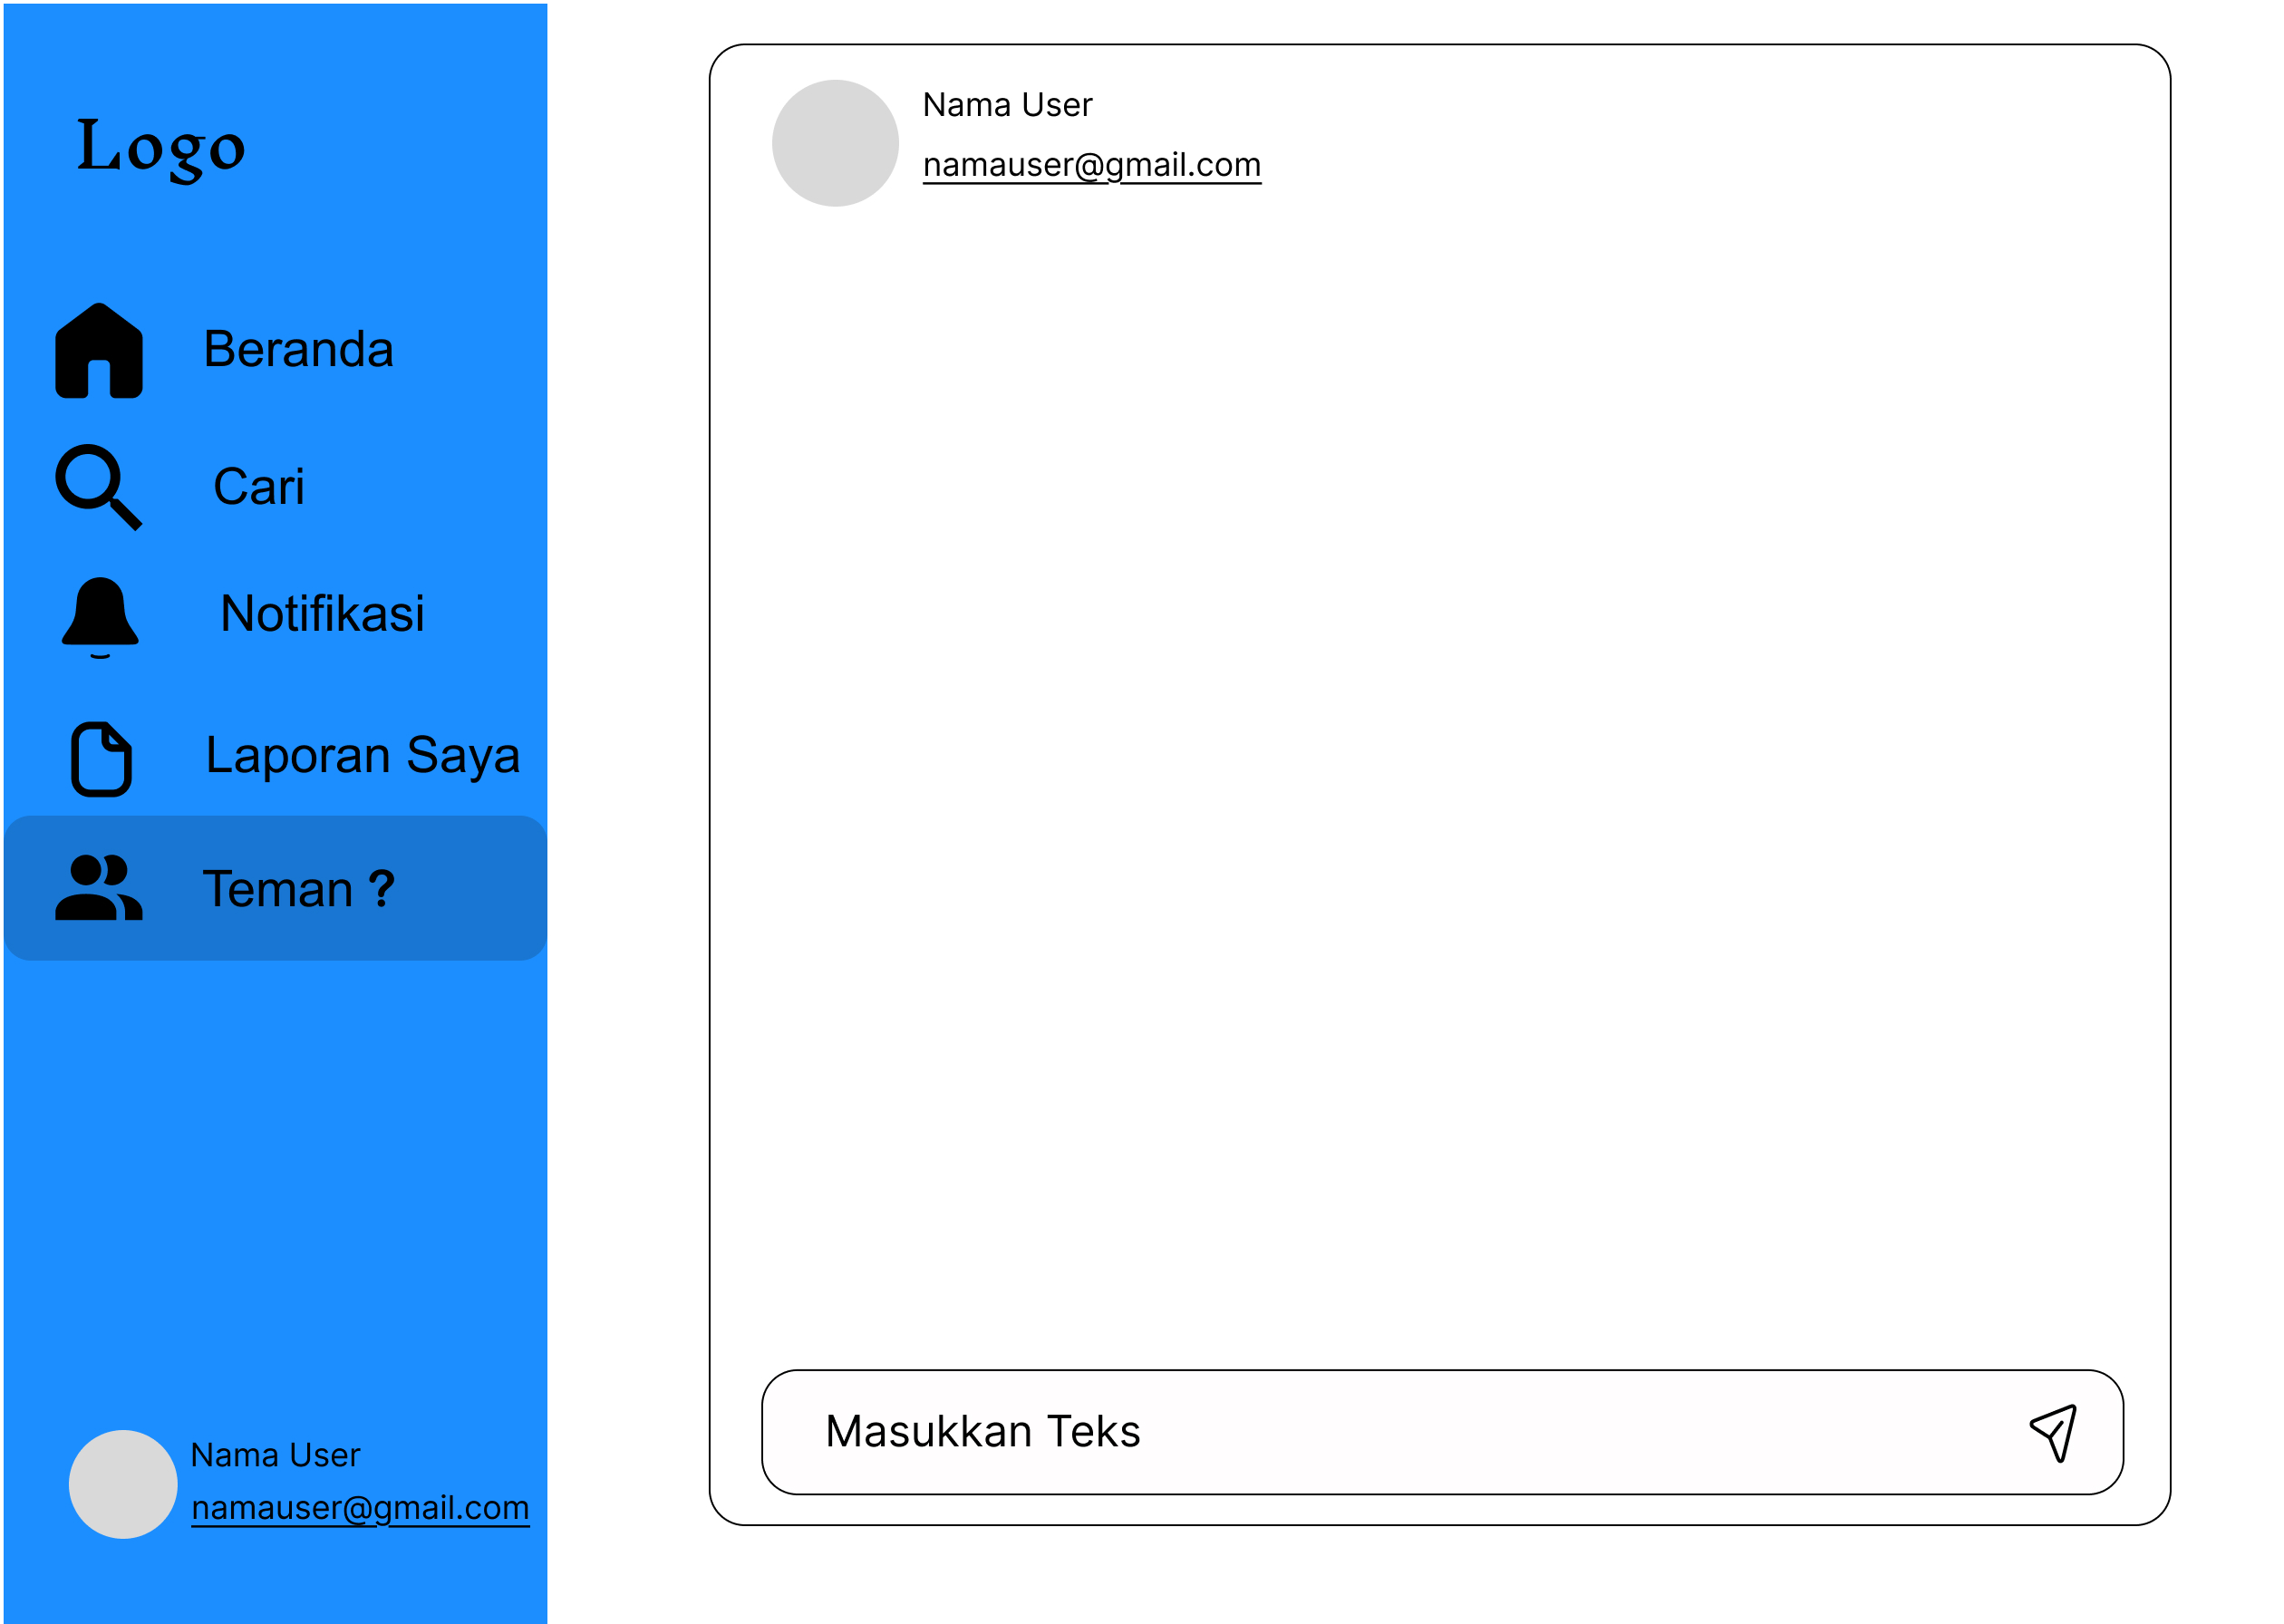 Logo
Beranda
Cari
Notifikasi
Laporan Saya
Teman ?
Nama User
namauser@gmail.com
Nama User
namauser@gmail.com
Masukkan Teks